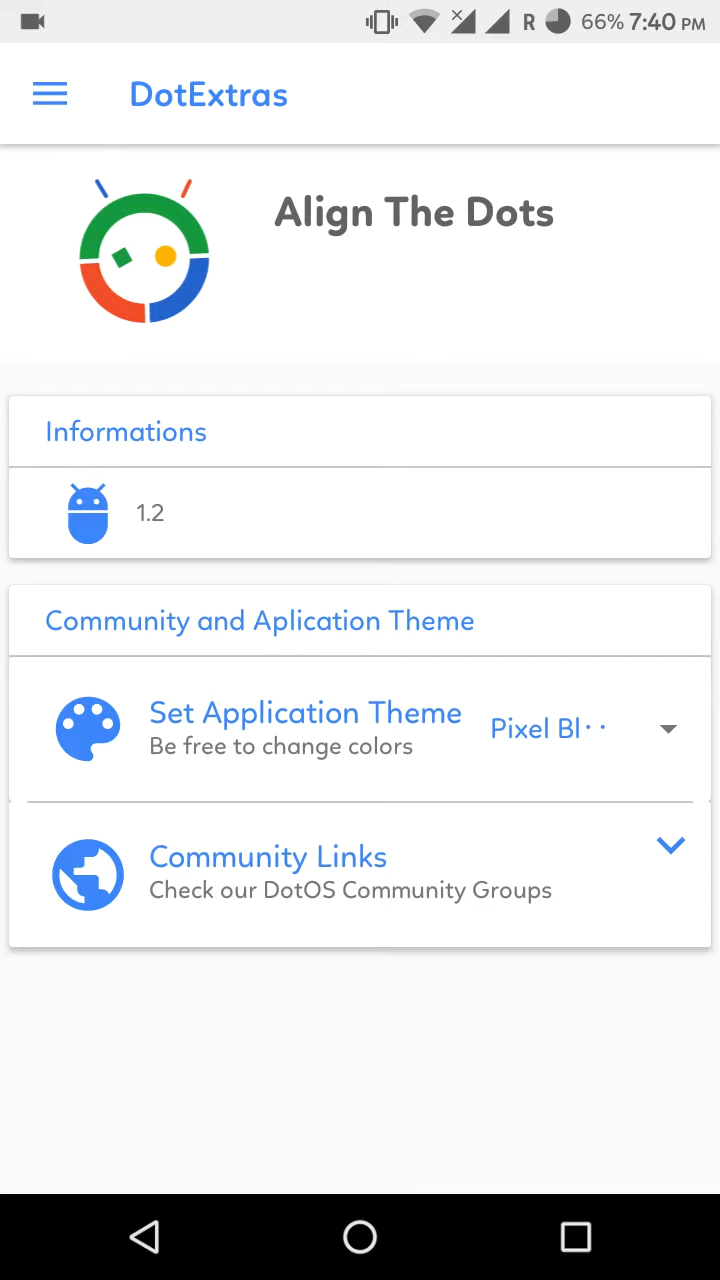 R 66% 7:40 PM
DotExtras
Align The Dots
Informations
1.2
Community and Aplication Theme
Set Application Theme
Be free to change colors
Pixel Bl··
Community Links
Check our DotOS Community Groups